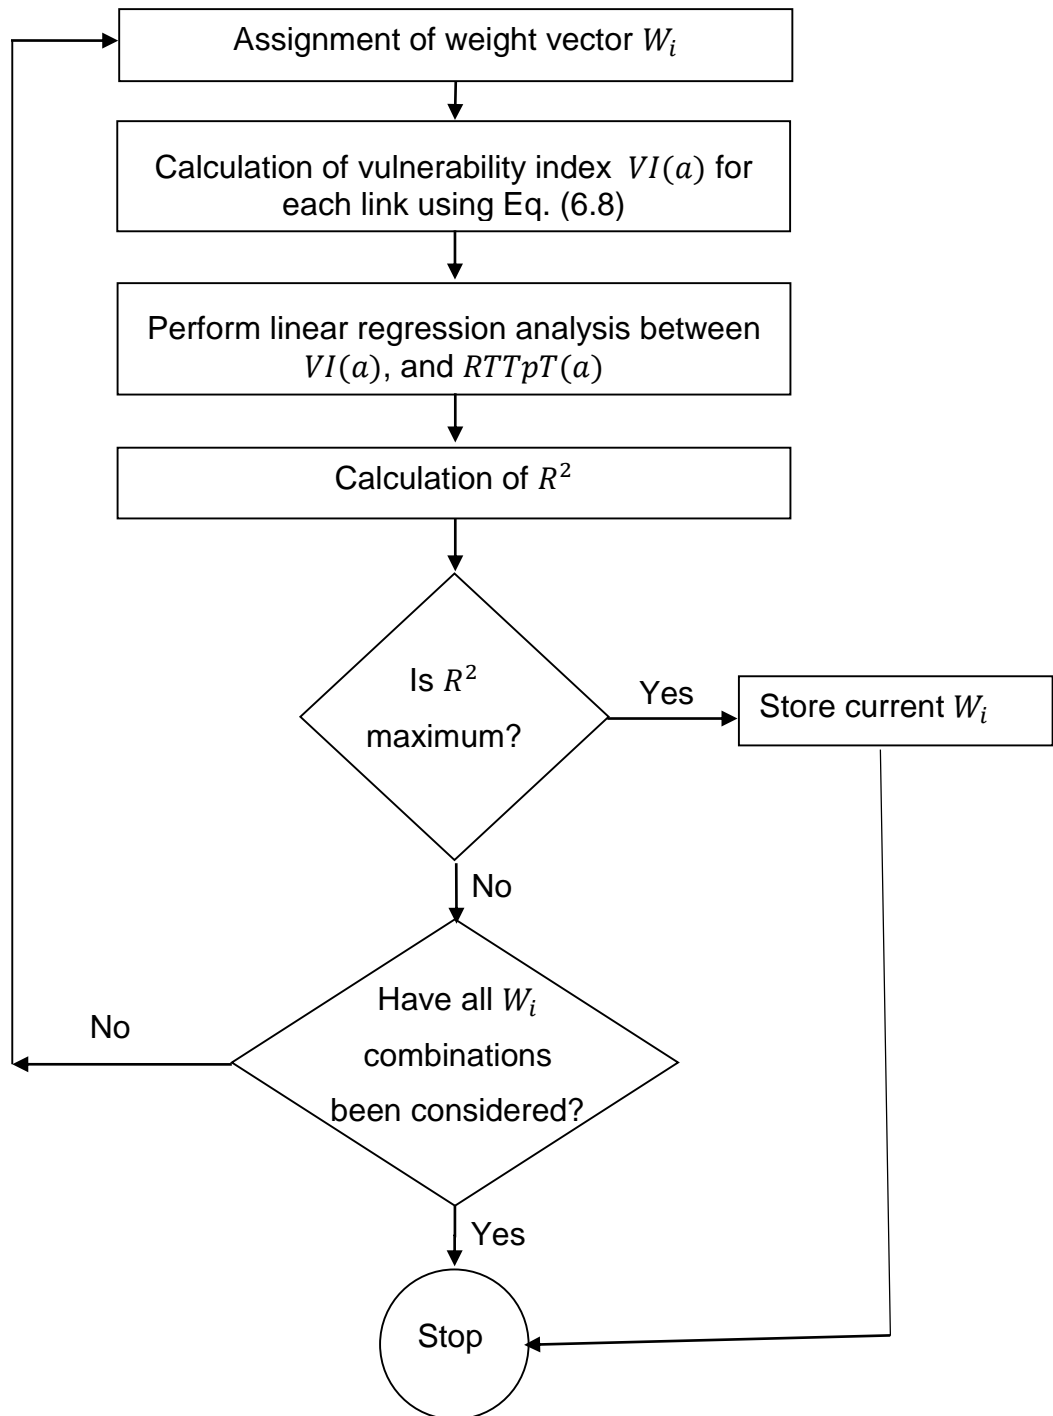 Assignment of weight vector Wᵢ
Calculation of vulnerability index VI(a) for
each link using Eq. (6.8)
Perform linear regression analysis between
VI(a), and RTTpT(a)
Calculation of R²
Is R²
maximum?
Yes
Store current Wᵢ
No
Have all Wᵢ
combinations
been considered?
No
Yes
Stop